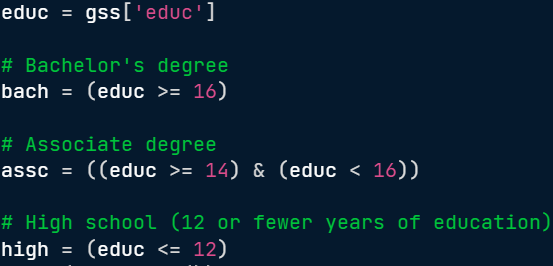 educ = gss['educ']
# Bachelor's degree
bach = (educ >= 16)
# Associate degree
assc = ((educ >= 14) & (educ < 16))
# High school (12 or fewer years of education)
high = (educ <= 12)